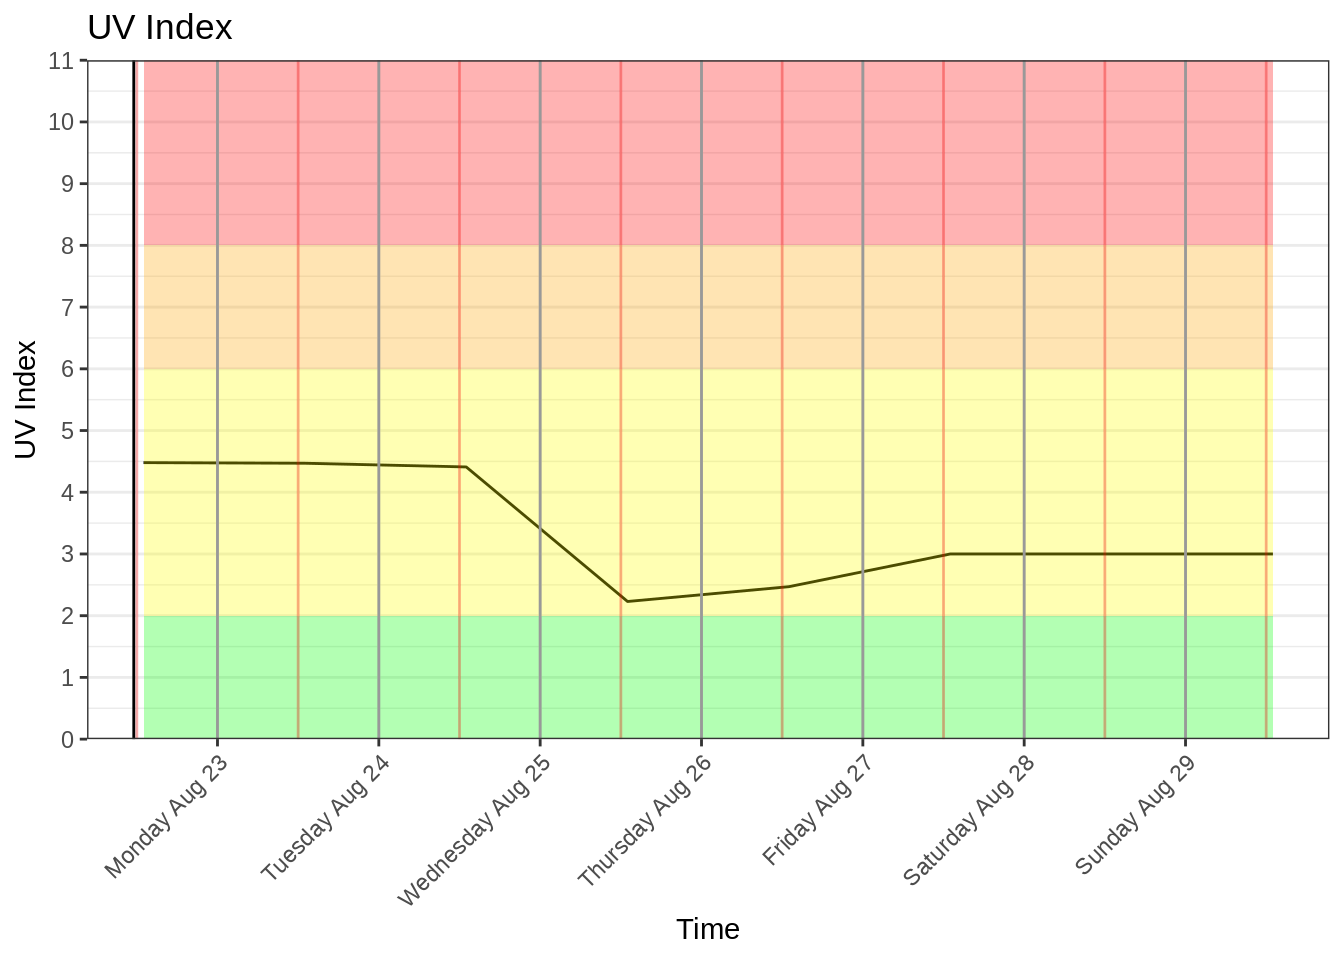 UV Index
11
10
9
8
7
6
5
4
3
2
1
0
UV Index
Monday Aug 23
Tuesday Aug 24
Wednesday Aug 25
Thursday Aug 26
Friday Aug 27
Saturday Aug 28
Sunday Aug 29
Time